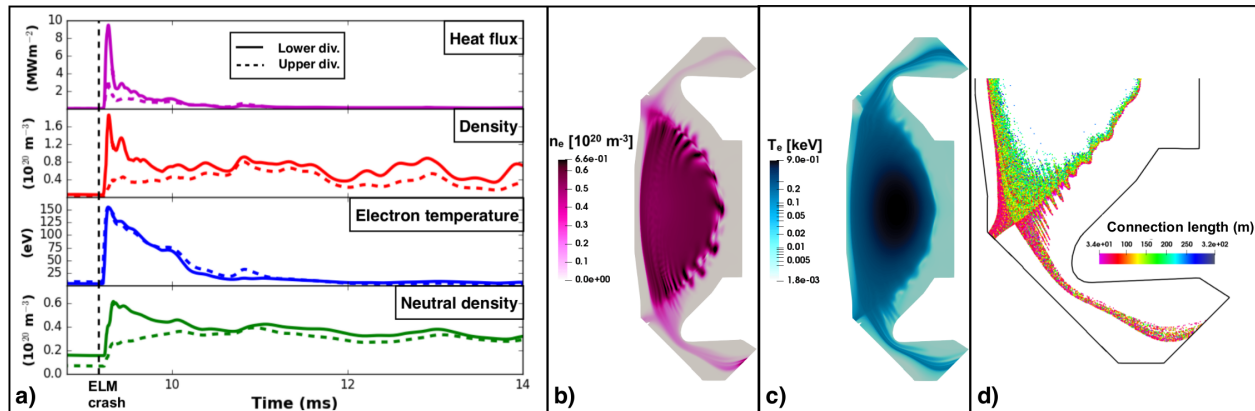 10
8
6
4
2
(MWm⁻²)
Heat flux
Lower div.
Upper div.
1.6
1.2
0.8
0.4
0.0
(10²⁰ m⁻³)
Density
150
125
100
75
50
25
0
(eV)
Electron temperature
0.6
0.4
0.2
0.0
(10²⁰ m⁻³)
Neutral density
a)
ELM
crash
10
12
14
Time (ms)
nₑ [10²⁰ m⁻³]
6.6e-01
0.6
0.5
0.4
0.3
0.2
0.1
0.0e+00
b)
Tₑ [keV]
9.0e-01
0.2
0.1
0.05
0.02
0.01
0.005
1.8e-03
c)
Connection length (m)
3.4e+01
100
150
200
250
3.2e+02
d)